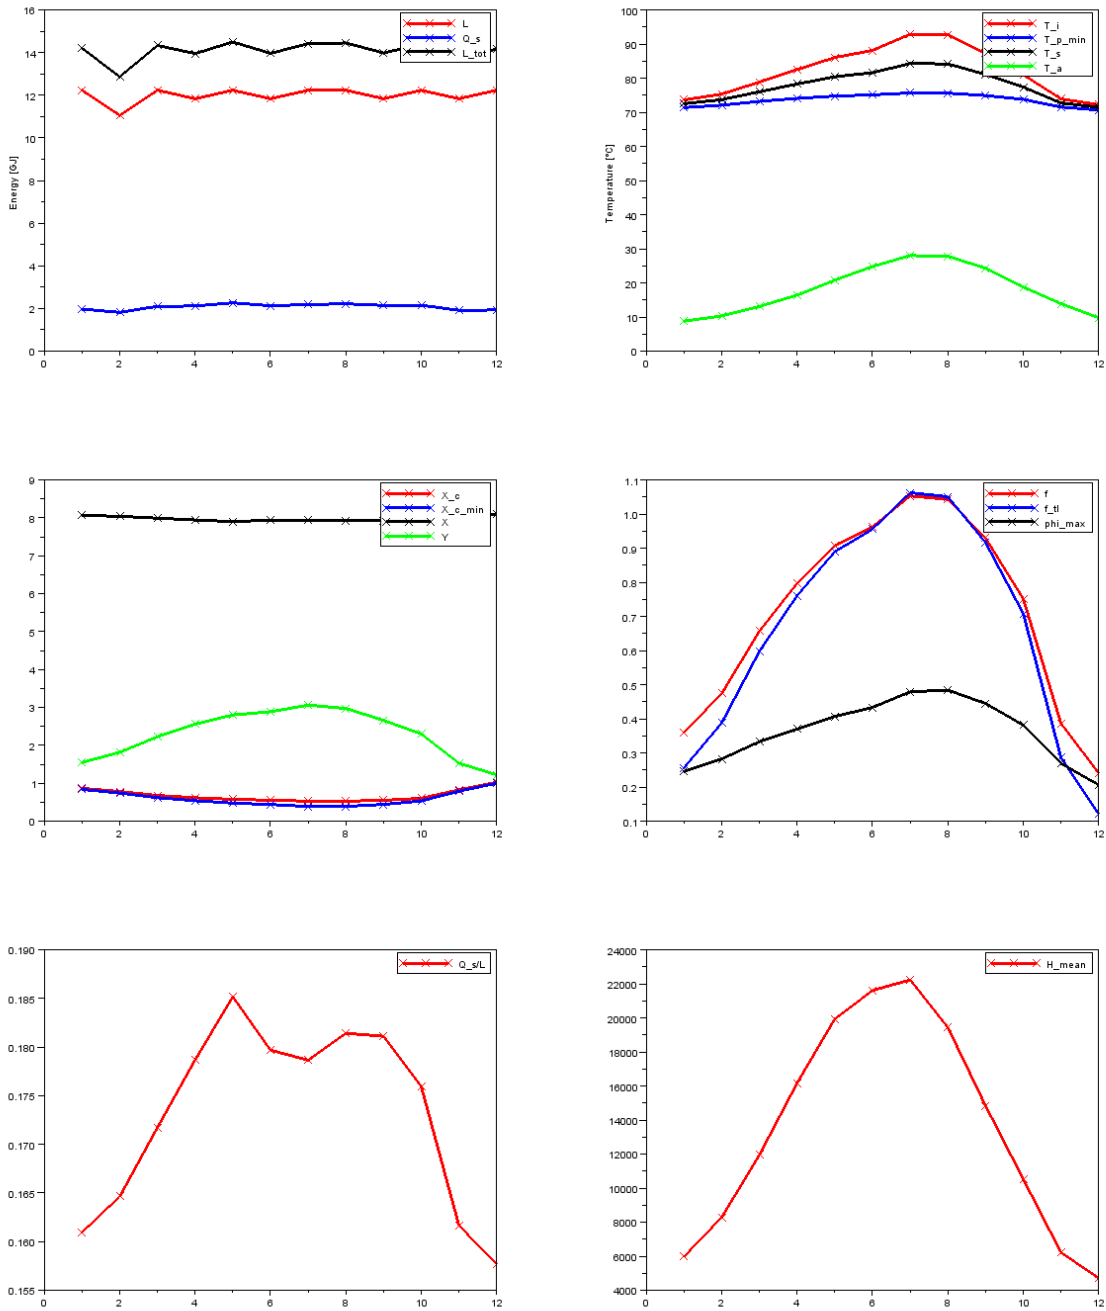 16
14
12
10
8
6
4
2
0
Energy [GJ]
0 2 4 6 8 10 12
L
Q_s
L_tot
100
90
80
70
60
50
40
30
20
10
0
Temperature [°C]
0 2 4 6 8 10 12
T_i
T_p_min
T_s
T_a
9
8
7
6
5
4
3
2
1
0
0 2 4 6 8 10 12
X_c
X_c_min
X
Y
1.1
1.0
0.9
0.8
0.7
0.6
0.5
0.4
0.3
0.2
0.1
0 2 4 6 8 10 12
f
f_tl
phi_max
0.190
0.185
0.180
0.175
0.170
0.165
0.160
0.155
0 2 4 6 8 10 12
Q_s/L
24000
22000
20000
18000
16000
14000
12000
10000
8000
6000
4000
0 2 4 6 8 10 12
H_mean